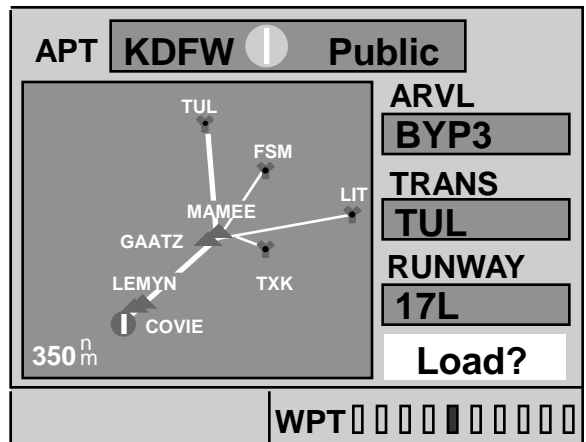 APT KDFW Public
TUL
FSM
LIT
MAMEE
GAATZ
LEMYN
TXK
COVIE
350 nm
ARVL
BYP3
TRANS
TUL
RUNWAY
17L
Load?
WPT